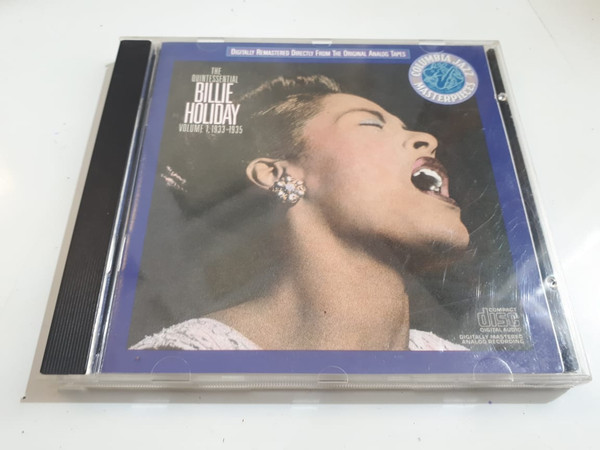 DIGITALLY REMASTERED DIRECTLY FROM THE ORIGINAL ANALOG TAPES
COLUMBIA JAZZ
MASTERPIECES
THE
QUINTESSENTIAL
BILLIE
HOLIDAY
VOLUME 1, 1933-1935
COMPACT
disc
DIGITAL AUDIO
DIGITALLY MASTERED
ANALOG RECORDING